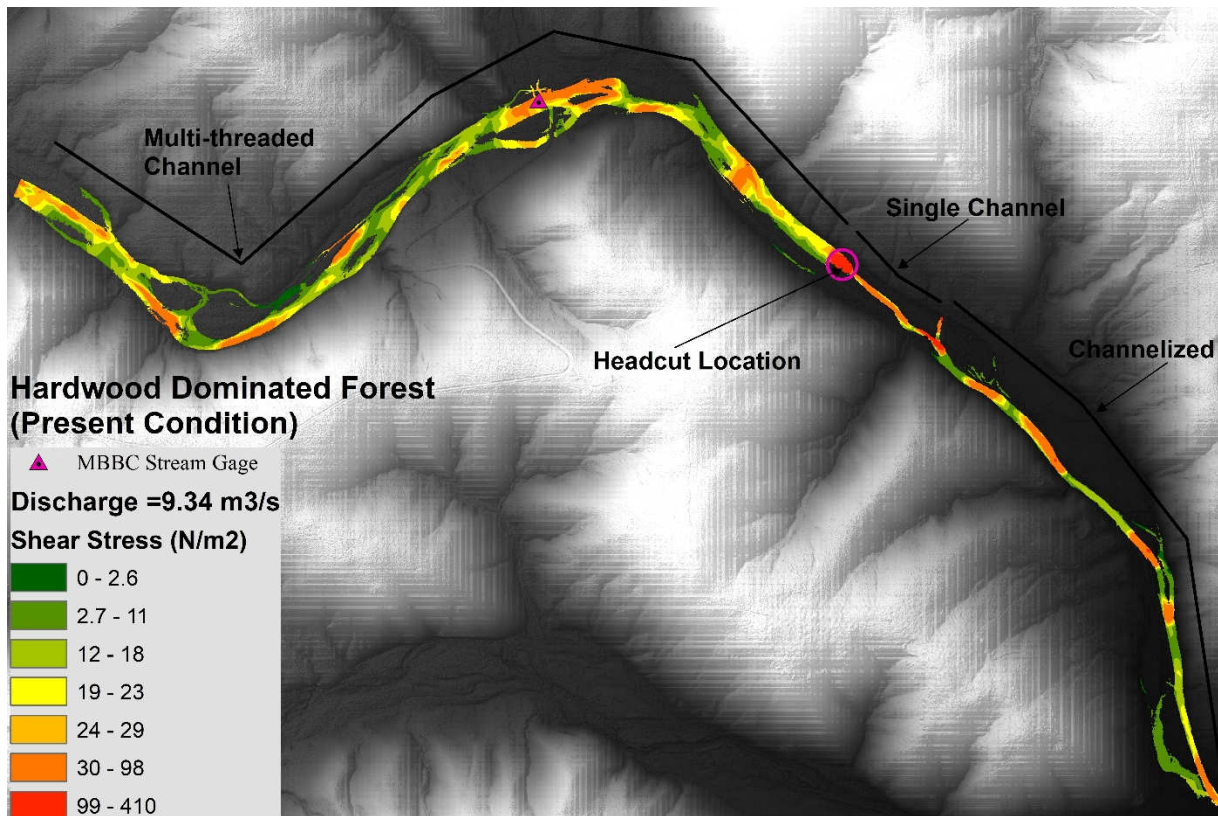 Multi-threaded
Channel
Single Channel
Headcut Location
Channelized
Hardwood Dominated Forest
(Present Condition)
MBBC Stream Gage
Discharge =9.34 m3/s
Shear Stress (N/m2)
0 - 2.6
2.7 - 11
12 - 18
19 - 23
24 - 29
30 - 98
99 - 410